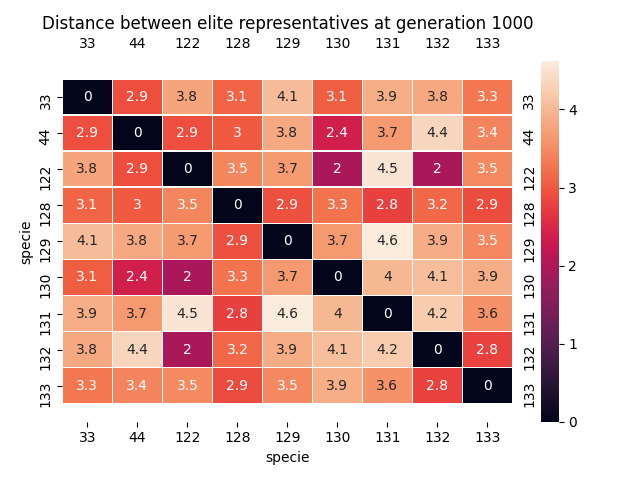 Distance between elite representatives at generation 1000
33 44 122 128 129 130 131 132 133
33 0 2.9 3.8 3.1 4.1 3.1 3.9 3.8 3.3 33
44 2.9 0 2.9 3 3.8 2.4 3.7 4.4 3.4 44
122 3.8 2.9 0 3.5 3.7 2 4.5 2 3.5 122
128 3.1 3 3.5 0 2.9 3.3 2.8 3.2 2.9 128
129 4.1 3.8 3.7 2.9 0 3.7 4.6 3.9 3.5 129
130 3.1 2.4 2 3.3 3.7 0 4 4.1 3.9 130
131 3.9 3.7 4.5 2.8 4.6 4 0 4.2 3.6 131
132 3.8 4.4 2 3.2 3.9 4.1 4.2 0 2.8 132
133 3.3 3.4 3.5 2.9 3.5 3.9 3.6 2.8 0 133
33 44 122 128 129 130 131 132 133
specie
specie
4
3
2
1
0